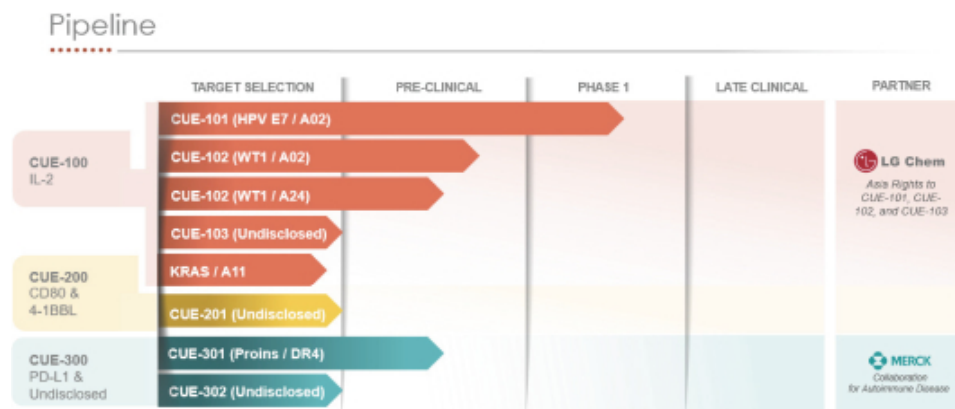 Pipeline
TARGET SELECTION
PRE-CLINICAL
PHASE 1
LATE CLINICAL
PARTNER
CUE-100
IL-2
CUE-101 (HPV E7 / A02)
CUE-102 (WT1 / A02)
CUE-102 (WT1 / A24)
CUE-103 (Undisclosed)
KRAS / A11
LG Chem
Asia Rights to
CUE-101, CUE-
102, and CUE-103
CUE-200
CD80 &
4-1BBL
CUE-201 (Undisclosed)
CUE-300
PD-L1 &
Undisclosed
CUE-301 (Proins / DR4)
CUE-302 (Undisclosed)
MERCK
Collaboration
for Autoimmune Disease